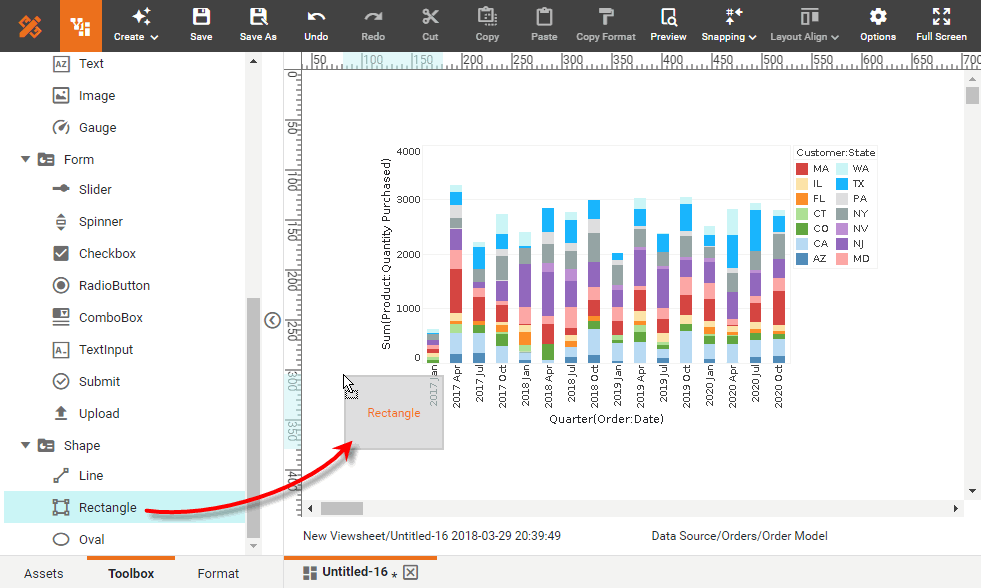 Create
Save
Save As
Undo
Redo
Cut
Copy
Paste
Copy Format
Preview
Snapping
Layout Align
Options
Full Screen
Text
Image
Gauge
Form
Slider
Spinner
Checkbox
RadioButton
ComboBox
TextInput
Submit
Upload
Shape
Line
Rectangle
Oval
Assets
Toolbox
Format
50 100 150 200 250 300 350 400 450 500 550 600 650 700
0
50
100
150
200
250
300
350
400
Sum(Product:Quantity Purchased)
4000
3000
2000
1000
0
2017 Jan
2017 Apr
2017 Jul
2017 Oct
2018 Jan
2018 Apr
2018 Jul
2018 Oct
2019 Jan
2019 Apr
2019 Jul
2019 Oct
2020 Jan
2020 Apr
2020 Jul
2020 Oct
Quarter(Order:Date)
Customer:State
MA WA
IL TX
FL PA
CT NY
CO NV
CA NJ
AZ MD
Rectangle
New Viewsheet/Untitled-16 2018-03-29 20:39:49
Data Source/Orders/Order Model
Untitled-16 *